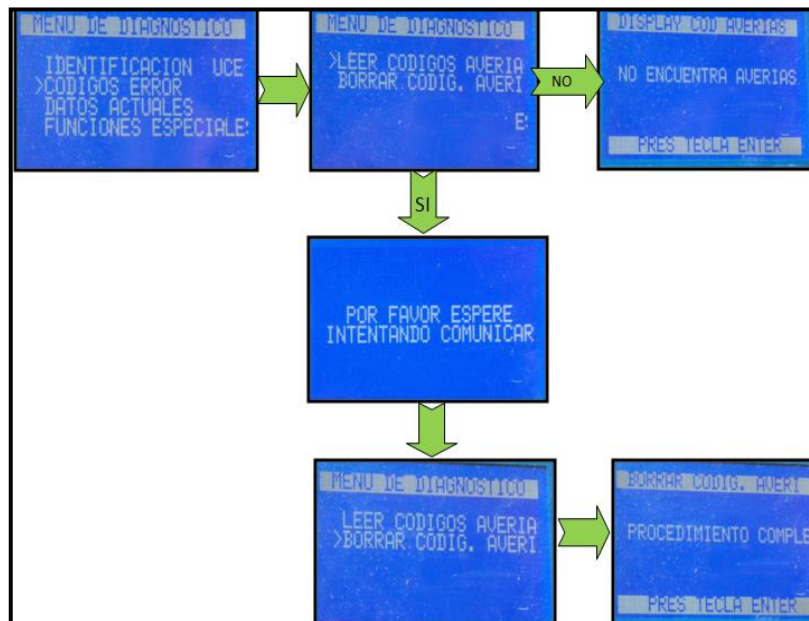 MENU DE DIAGNOSTICO
IDENTIFICACION UCE
>CODIGOS ERROR
DATOS ACTUALES
FUNCIONES ESPECIALES
MENU DE DIAGNOSTICO
>LEER CODIGOS AVERIA
BORRAR CODIG. AVERI
E
NO
DISPLAY COD AVERIAS
NO ENCUENTRA AVERIAS
PRES TECLA ENTER
SI
POR FAVOR ESPERE
INTENTANDO COMUNICAR
MENU DE DIAGNOSTICO
LEER CODIGOS AVERIA
>BORRAR CODIG. AVERI
BORRAR CODIG. AVERI
PROCEDIMIENTO COMPLE
PRES TECLA ENTER